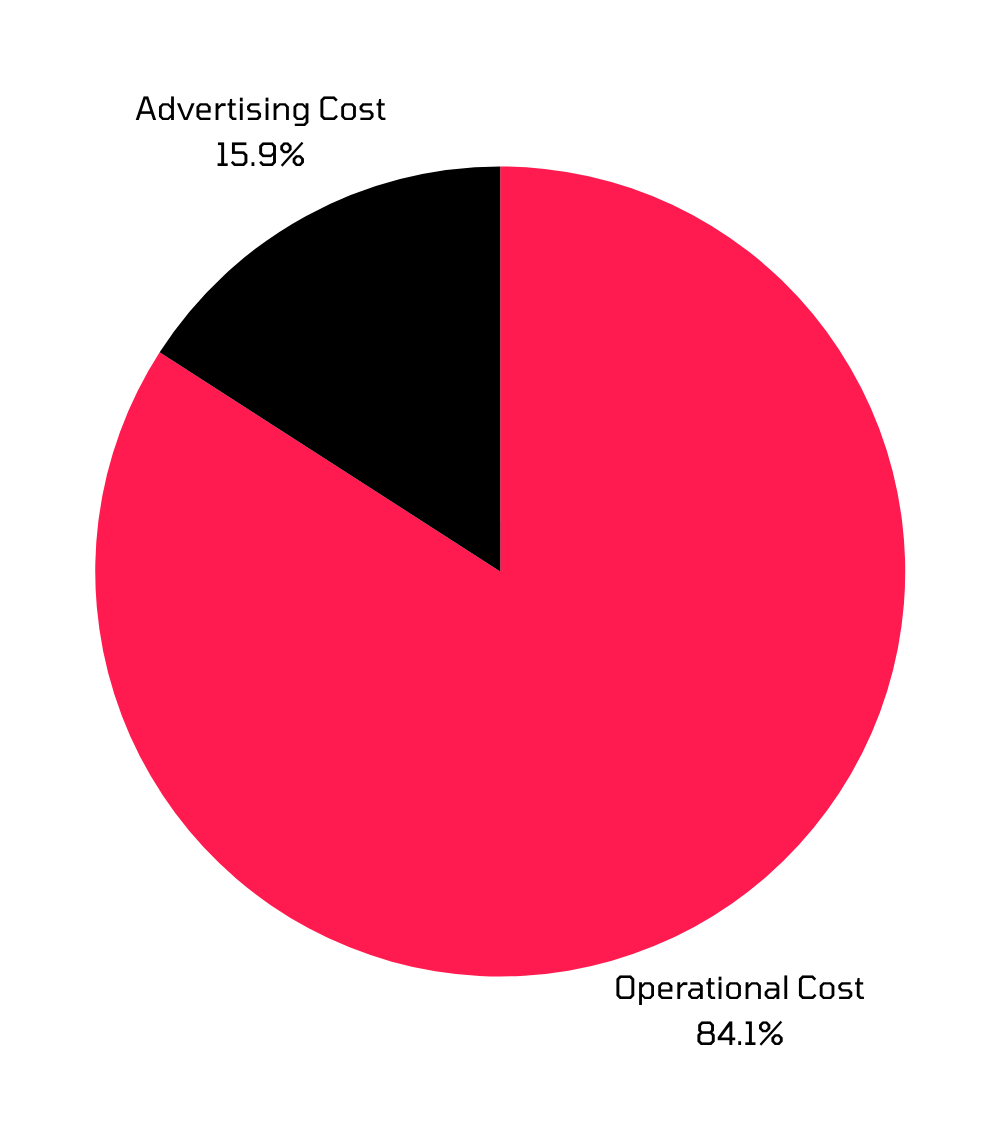 Advertising Cost
15.9%
Operational Cost
84.1%